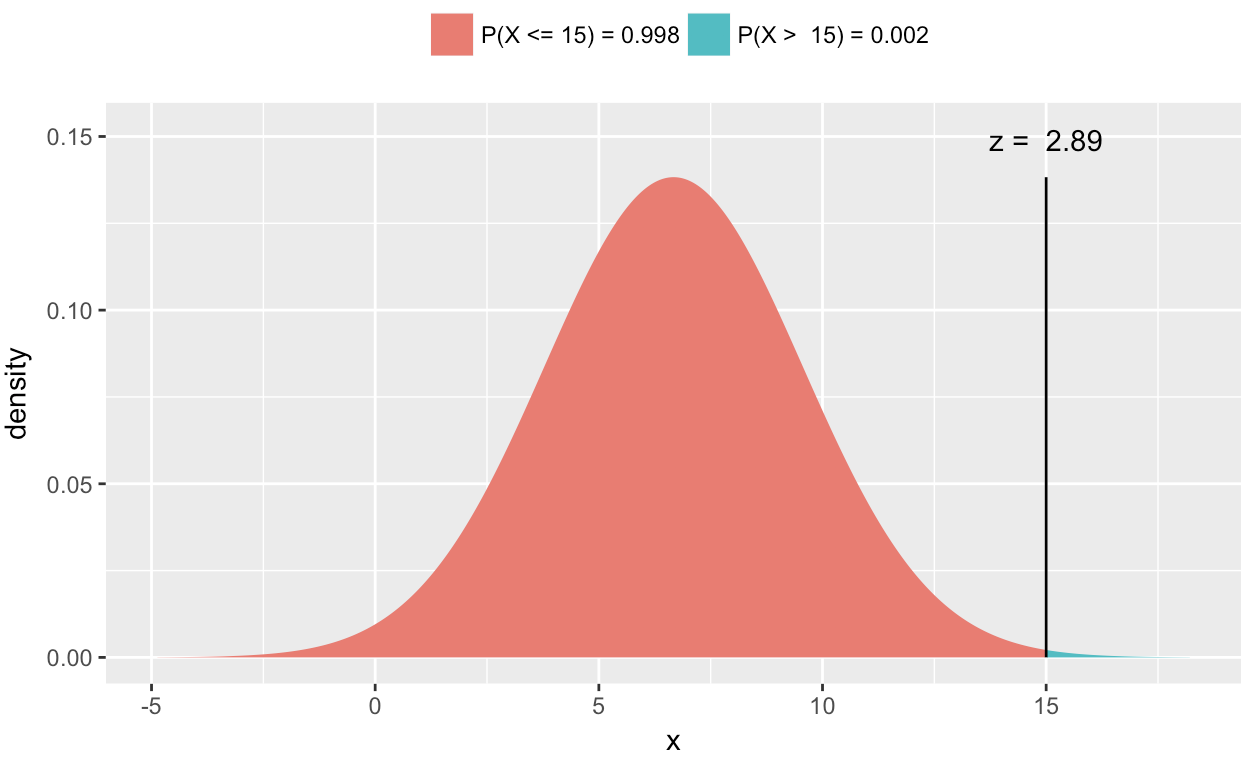 P(X <= 15) = 0.998 P(X >  15) = 0.002
z =  2.89
0.15
0.10
0.05
0.00
density
-5 0 5 10 15
x